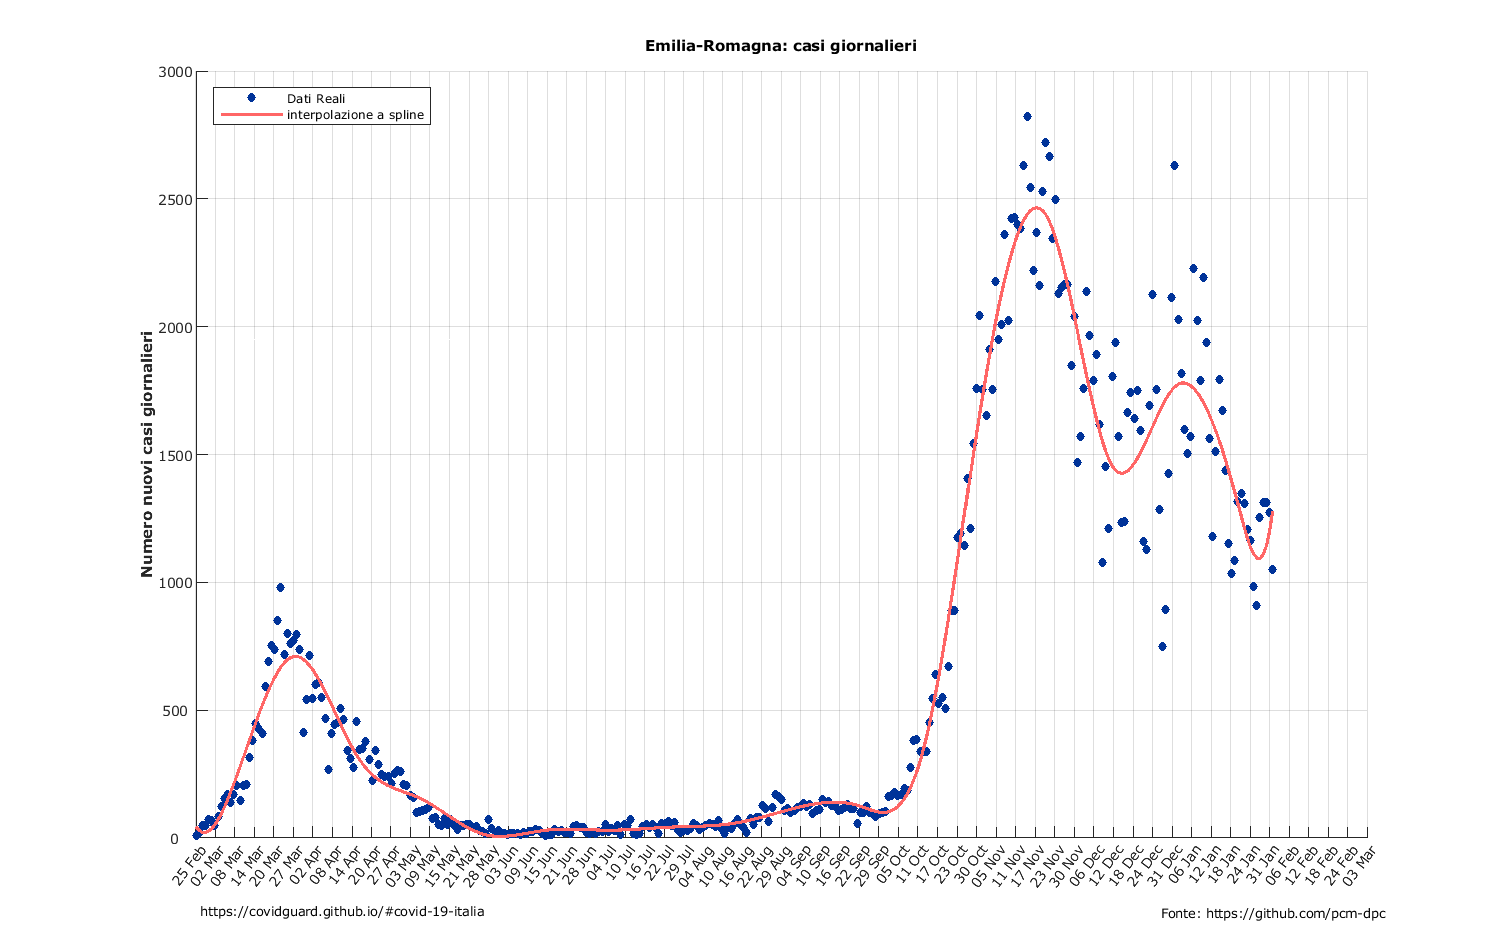 Emilia-Romagna: casi giornalieri
3000
Dati Reali
interpolazione a spline
2500
2000
1500
1000
500
0
Numero nuovi casi giornalieri
25 Feb
02 Mar
08 Mar
14 Mar
20 Mar
27 Mar
02 Apr
08 Apr
14 Apr
20 Apr
27 Apr
03 May
09 May
15 May
21 May
28 May
03 Jun
09 Jun
15 Jun
21 Jun
28 Jun
04 Jul
10 Jul
16 Jul
22 Jul
29 Jul
04 Aug
10 Aug
16 Aug
22 Aug
29 Aug
04 Sep
10 Sep
16 Sep
22 Sep
29 Sep
05 Oct
11 Oct
17 Oct
23 Oct
30 Oct
05 Nov
11 Nov
17 Nov
23 Nov
30 Nov
06 Dec
12 Dec
18 Dec
24 Dec
31 Dec
06 Jan
12 Jan
18 Jan
24 Jan
31 Jan
06 Feb
12 Feb
18 Feb
24 Feb
03 Mar
https://covidguard.github.io/#covid-19-italia
Fonte: https://github.com/pcm-dpc